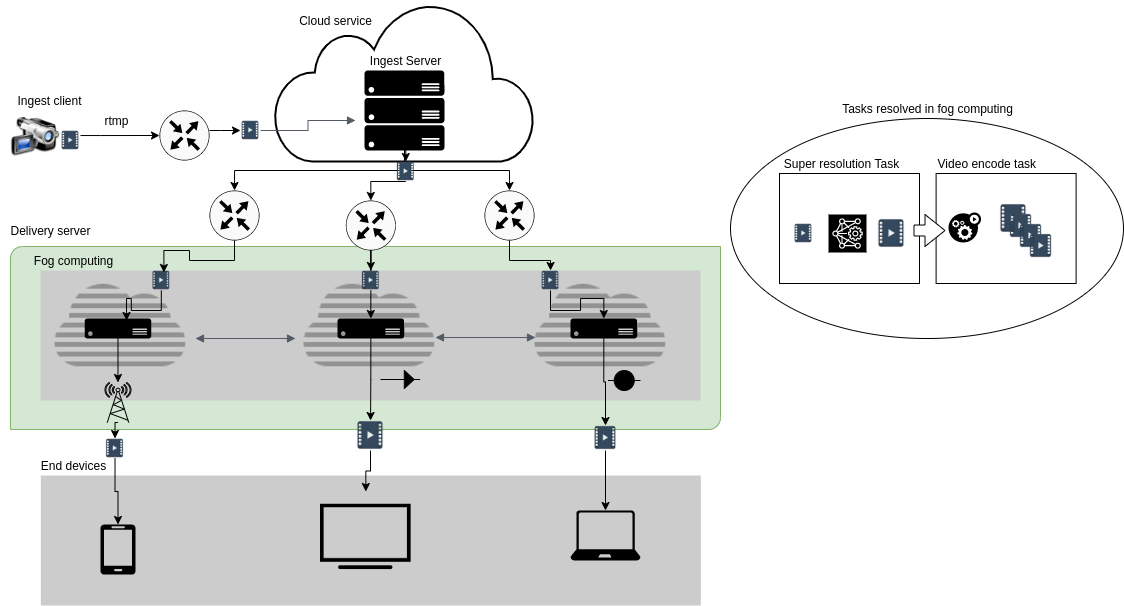 Cloud service
Ingest Server
Ingest client
rtmp
Tasks resolved in fog computing
Super resolution Task
Video encode task
Delivery server
Fog computing
End devices